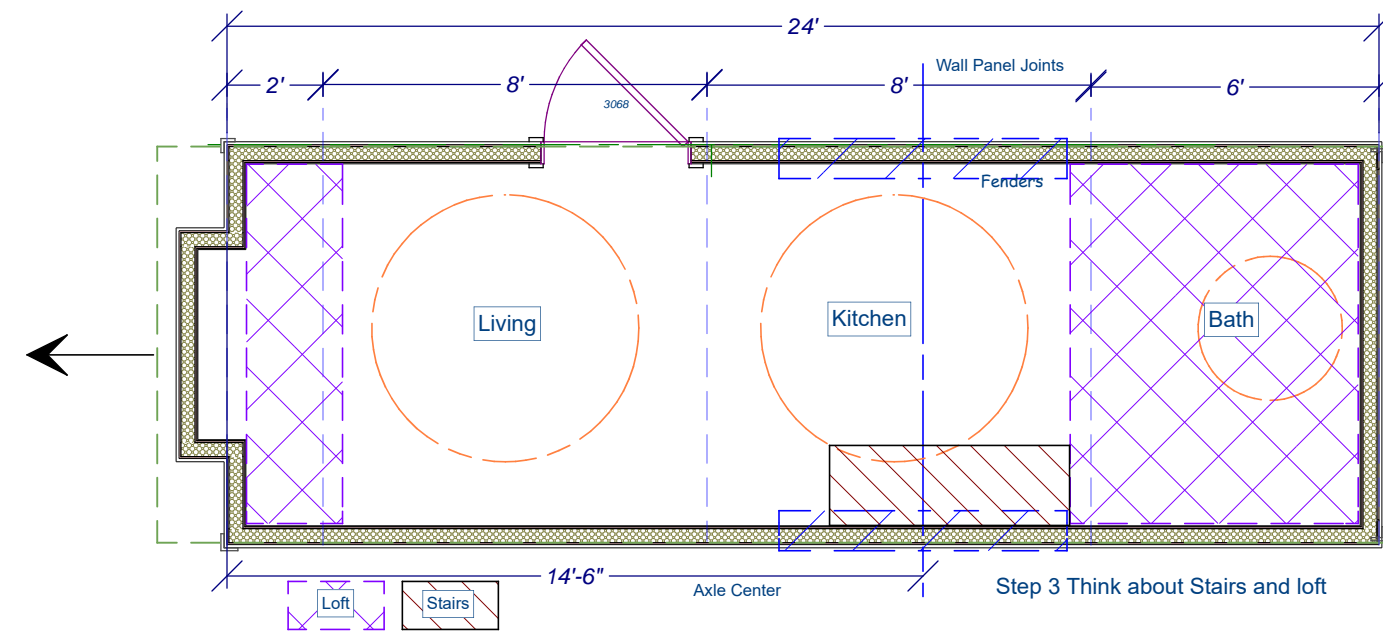 24'
Wall Panel Joints
2'
8'
8'
6'
3068
Fenders
Living
Kitchen
Bath
14'-6"
Axle Center
Step 3 Think about Stairs and loft
Loft
Stairs